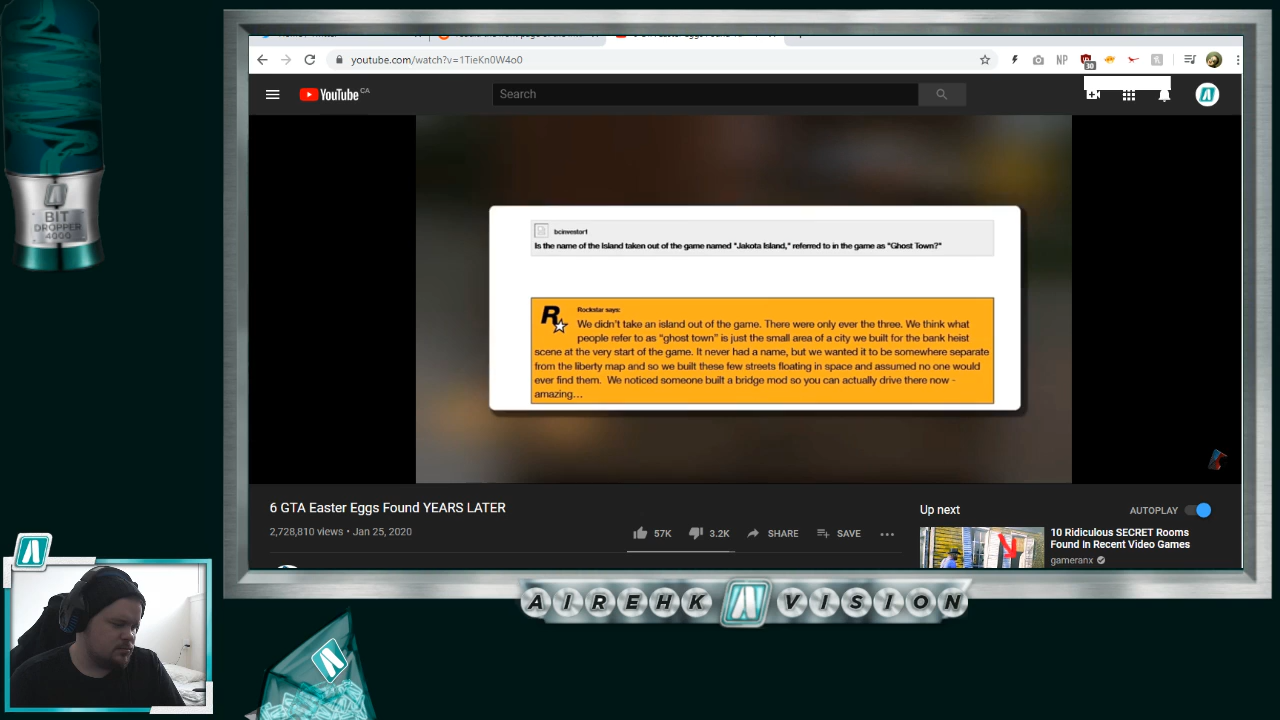 youtube.com/watch?v=1TieKn0W4o0
NP
30
YouTube CA
Search
BIT
DROPPER
4000
bcinvestor1
Is the name of the Island taken out of the game named "Jakota Island," referred to in the game as "Ghost Town?"
R
Rockstar says:
We didn't take an island out of the game. There were only ever the three. We think what
people refer to as "ghost town" is just the small area of a city we built for the bank heist
scene at the very start of the game. It never had a name, but we wanted it to be somewhere separate
from the liberty map and so we built these few streets floating in space and assumed no one would
ever find them. We noticed someone built a bridge mod so you can actually drive there now -
amazing...
6 GTA Easter Eggs Found YEARS LATER
2,728,810 views • Jan 25, 2020
57K
3.2K
SHARE
SAVE
Up next
AUTOPLAY
10 Ridiculous SECRET Rooms
Found In Recent Video Games
gameranx
AIREHK VISION